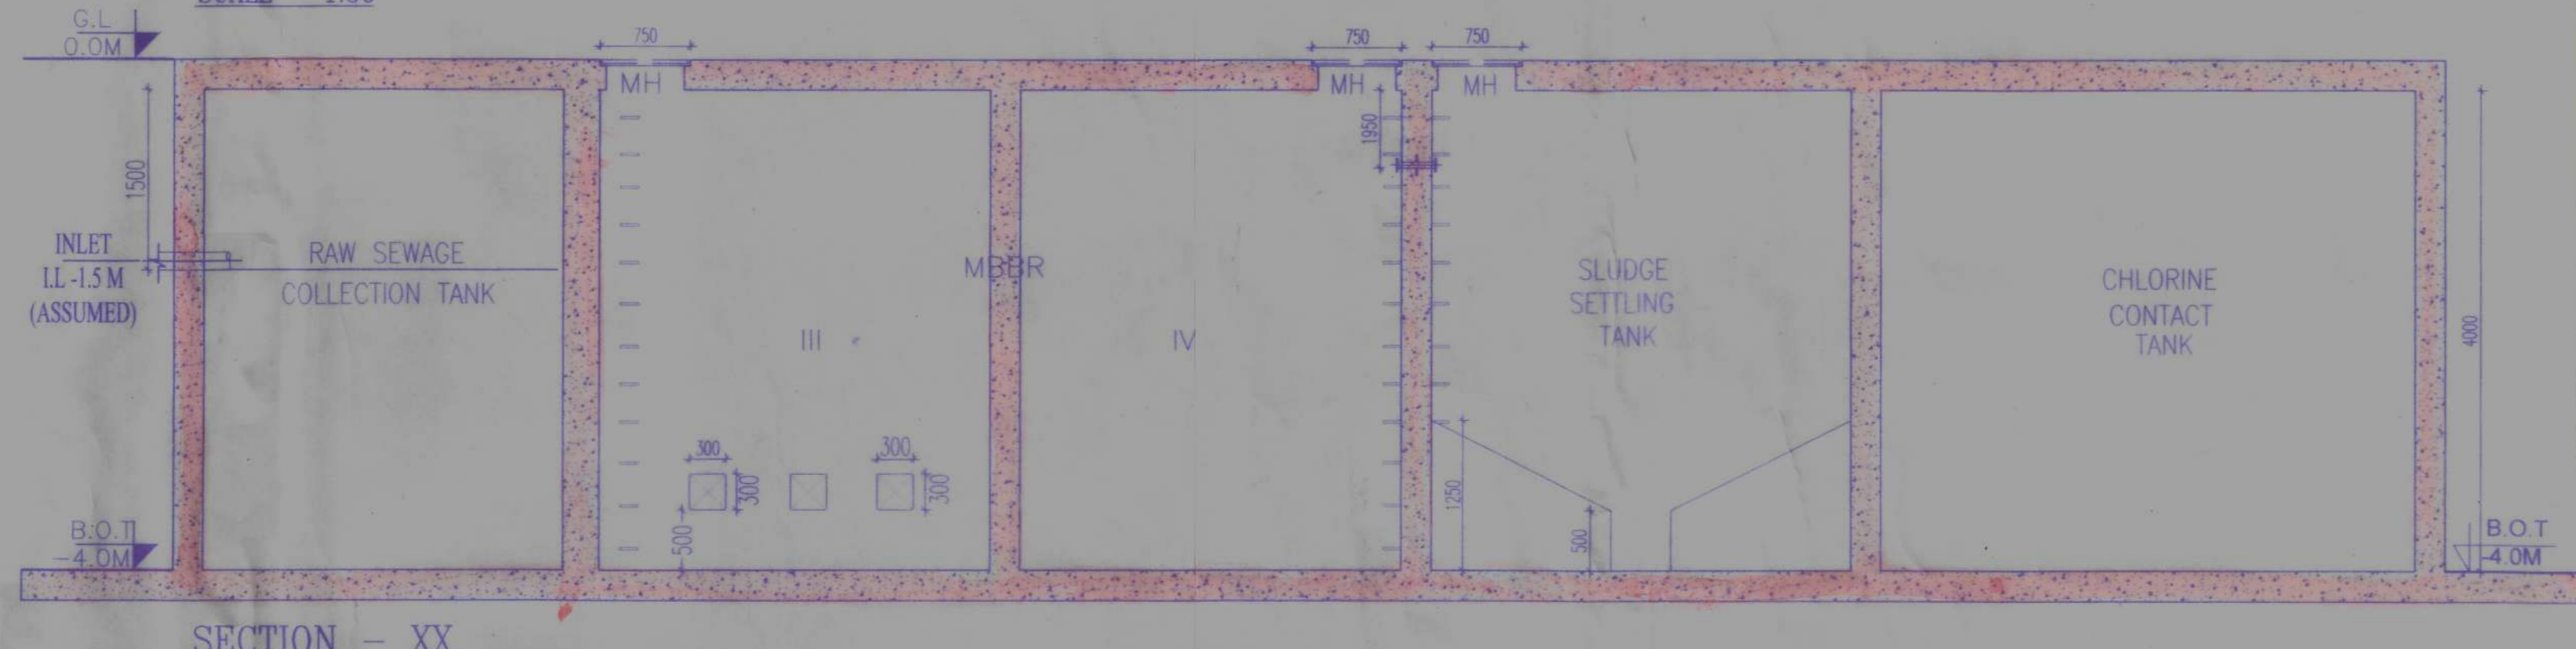 G.L
0.0M
750
750
750
MH
MH
MH
1500
1950
INLET
I.L -1.5 M
(ASSUMED)
RAW SEWAGE
COLLECTION TANK
MBBR
III
IV
SLUDGE
SETTLING
TANK
CHLORINE
CONTACT
TANK
4000
300
300
300
300
500
1250
500
B.O.T
-4.0M
B.O.T
-4.0M
SECTION - XX